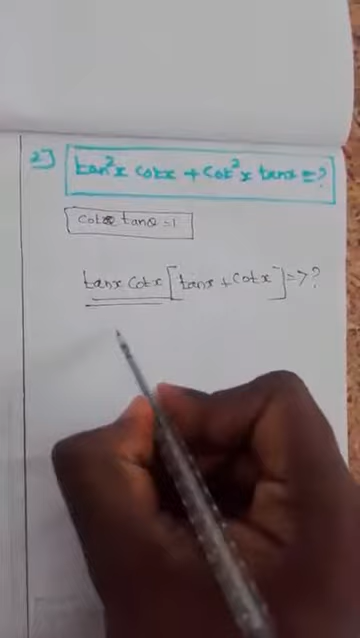 2] tan²x cotx + cot²x tanx = ?
cotθ tanθ = 1
tanx cotx [tanx + cotx] => ?